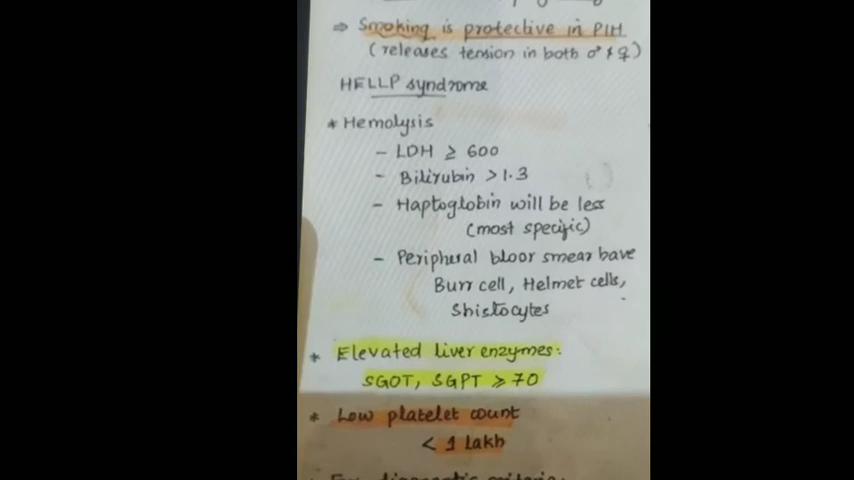 ⇒ Smoking is protective in PIH
(releases tension in both ♂ & ♀)
HELLP syndrome
* Hemolysis
- LDH ≥ 600
- Bilirubin > 1.3
- Haptoglobin will be less
(most specific)
- Peripheral bloor smear have
Burr cell, Helmet cells,
Shistocytes
* Elevated liver enzymes:
SGOT, SGPT ≥ 70
* Low platelet count
< 1 Lakh